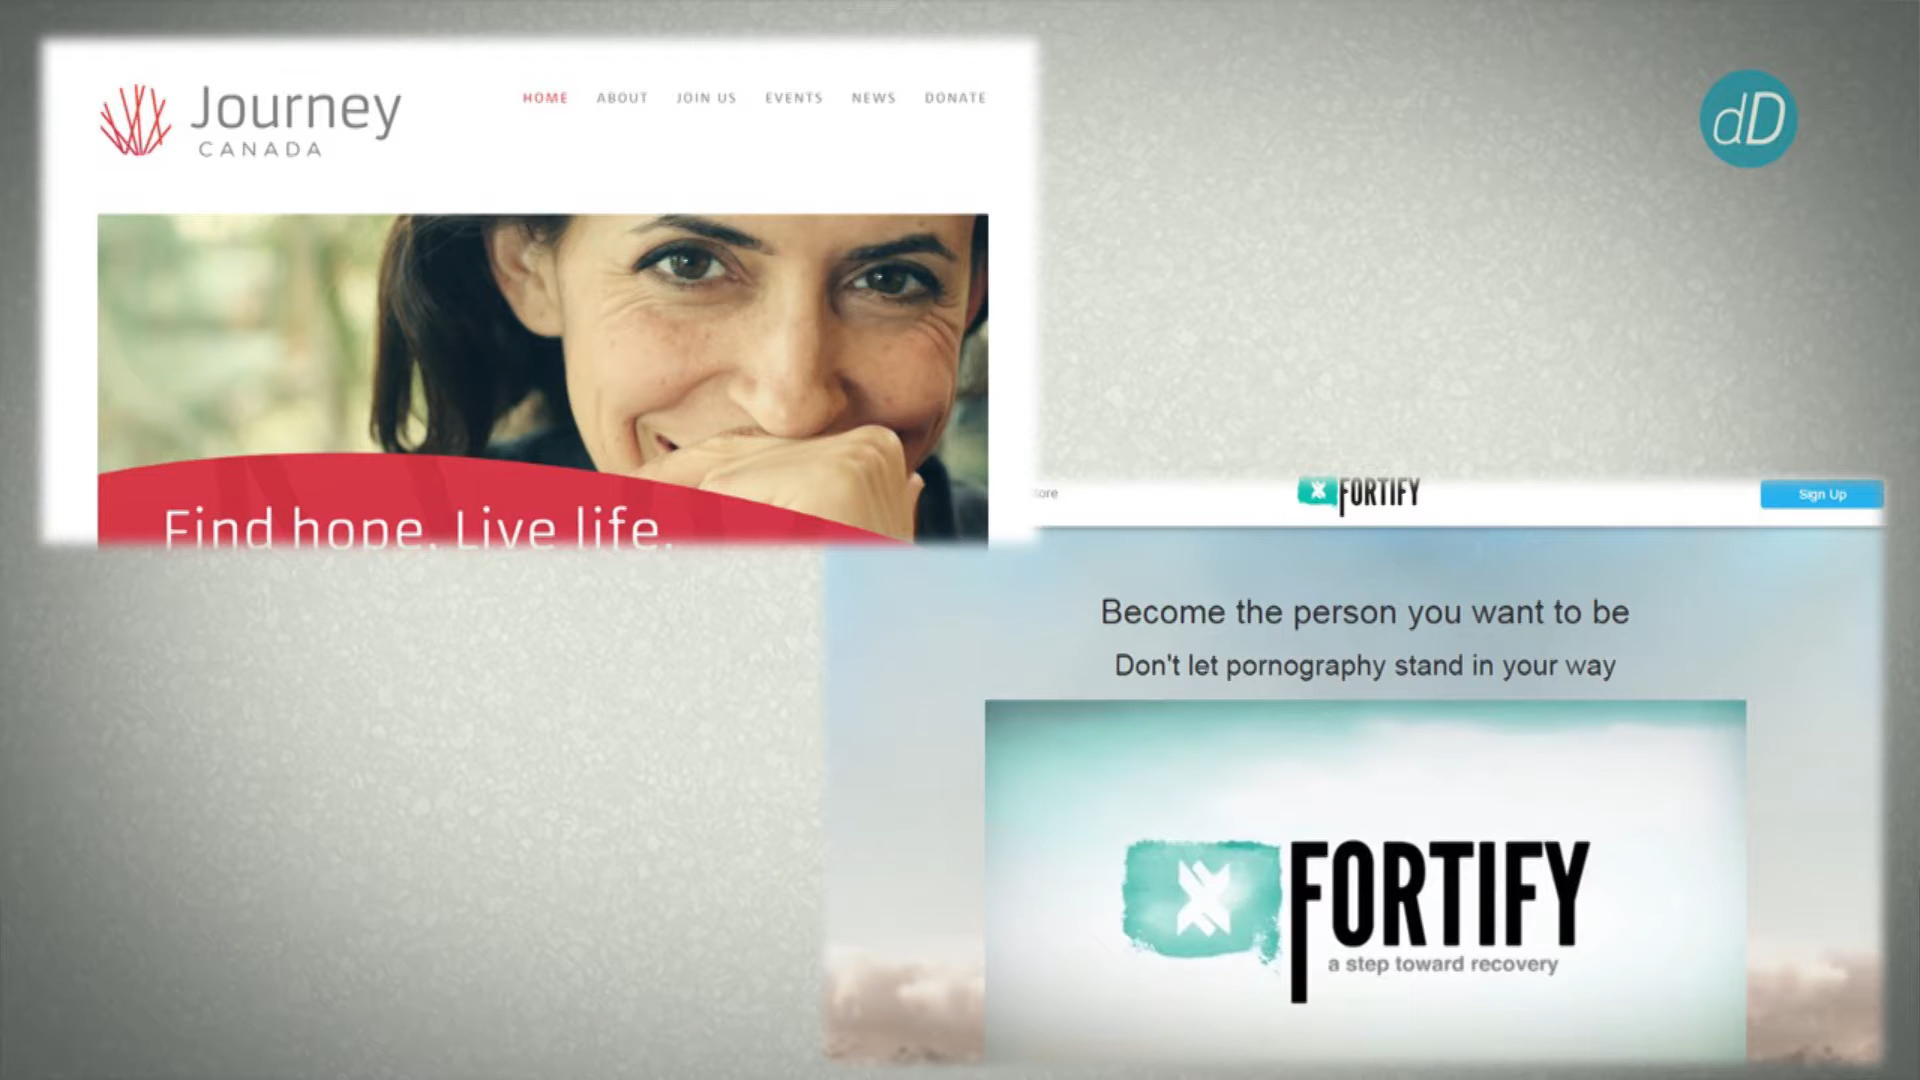 Journey
CANADA
HOME ABOUT JOIN US EVENTS NEWS DONATE
dD
Find hope. Live life.
tore
FORTIFY
Sign Up
Become the person you want to be
Don't let pornography stand in your way
FORTIFY
a step toward recovery